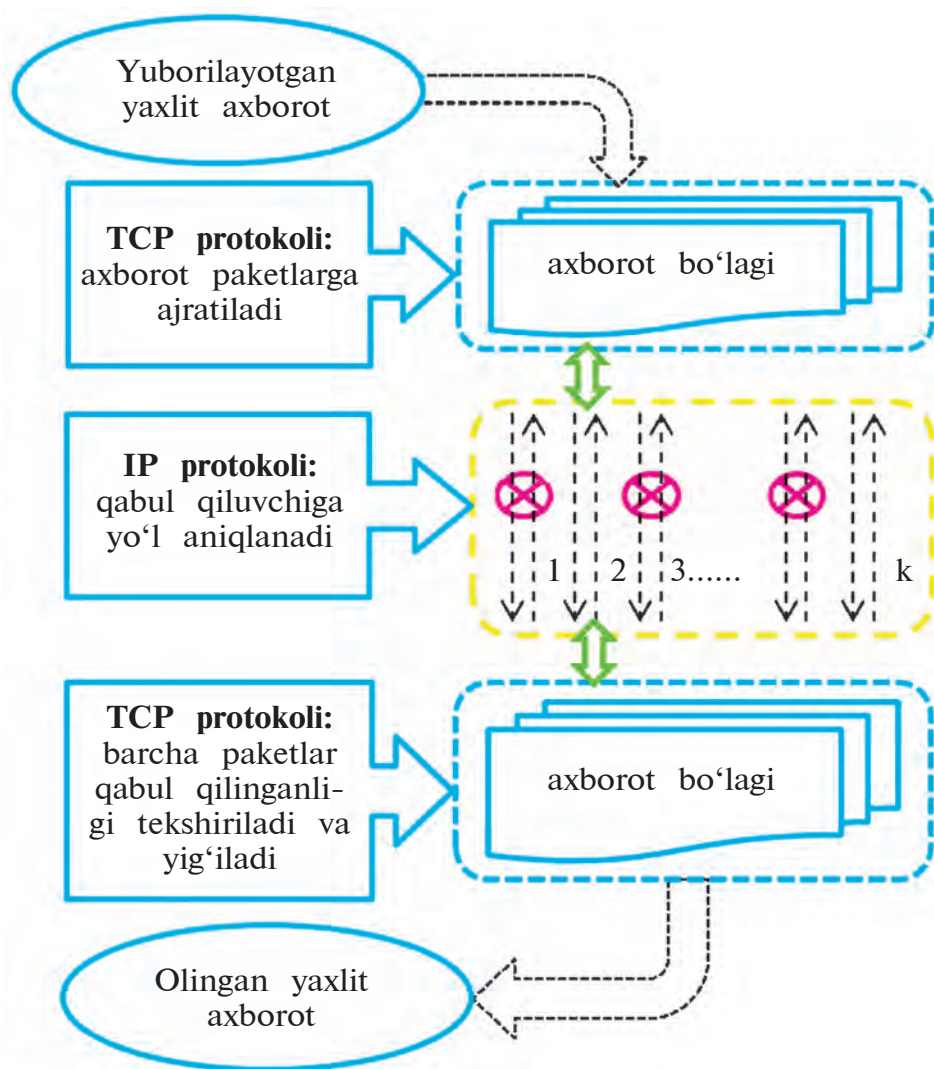 Yuborilayotgan
yaxlit axborot
TCP protokoli:
axborot paketlarga
ajratiladi
axborot bo‘lagi
IP protokoli:
qabul qiluvchiga
yo‘l aniqlanadi
1 2 3...... k
TCP protokoli:
barcha paketlar
qabul qilinganli-
gi tekshiriladi va
yig‘iladi
axborot bo‘lagi
Olingan yaxlit
axborot